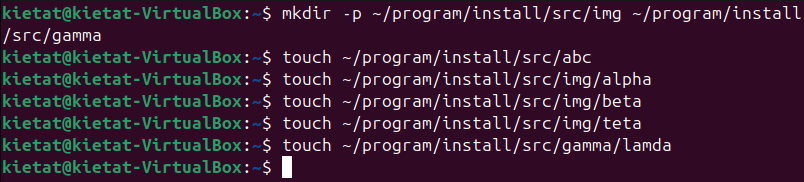 kietat@kietat-VirtualBox:~$ mkdir -p ~/program/install/src/img ~/program/install
/src/gamma
kietat@kietat-VirtualBox:~$ touch ~/program/install/src/abc
kietat@kietat-VirtualBox:~$ touch ~/program/install/src/img/alpha
kietat@kietat-VirtualBox:~$ touch ~/program/install/src/img/beta
kietat@kietat-VirtualBox:~$ touch ~/program/install/src/img/teta
kietat@kietat-VirtualBox:~$ touch ~/program/install/src/gamma/lamda
kietat@kietat-VirtualBox:~$